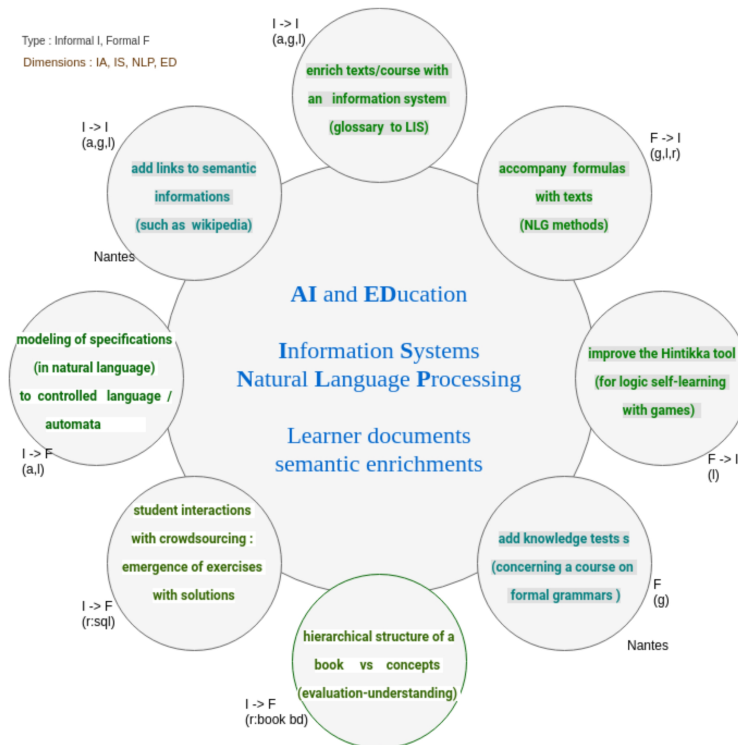 Type : Informal I, Formal F
Dimensions : IA, IS, NLP, ED
I -> I
(a,g,l)
enrich texts/course with
an information system
(glossary to LIS)
I -> I
(a,g,l)
add links to semantic
informations
(such as wikipedia)
Nantes
F -> I
(g,l,r)
accompany formulas
with texts
(NLG methods)
AI and EDucation
Information Systems
Natural Language Processing
Learner documents
semantic enrichments
modeling of specifications
(in natural language)
to controlled language /
automata
I -> F
(a,l)
improve the Hintikka tool
(for logic self-learning
with games)
F -> I
(l)
student interactions
with crowdsourcing :
emergence of exercises
with solutions
I -> F
(r:sql)
add knowledge tests s
(concerning a course on
formal grammars )
F
(g)
Nantes
hierarchical structure of a
book vs concepts
(evaluation-understanding)
I -> F
(r:book bd)